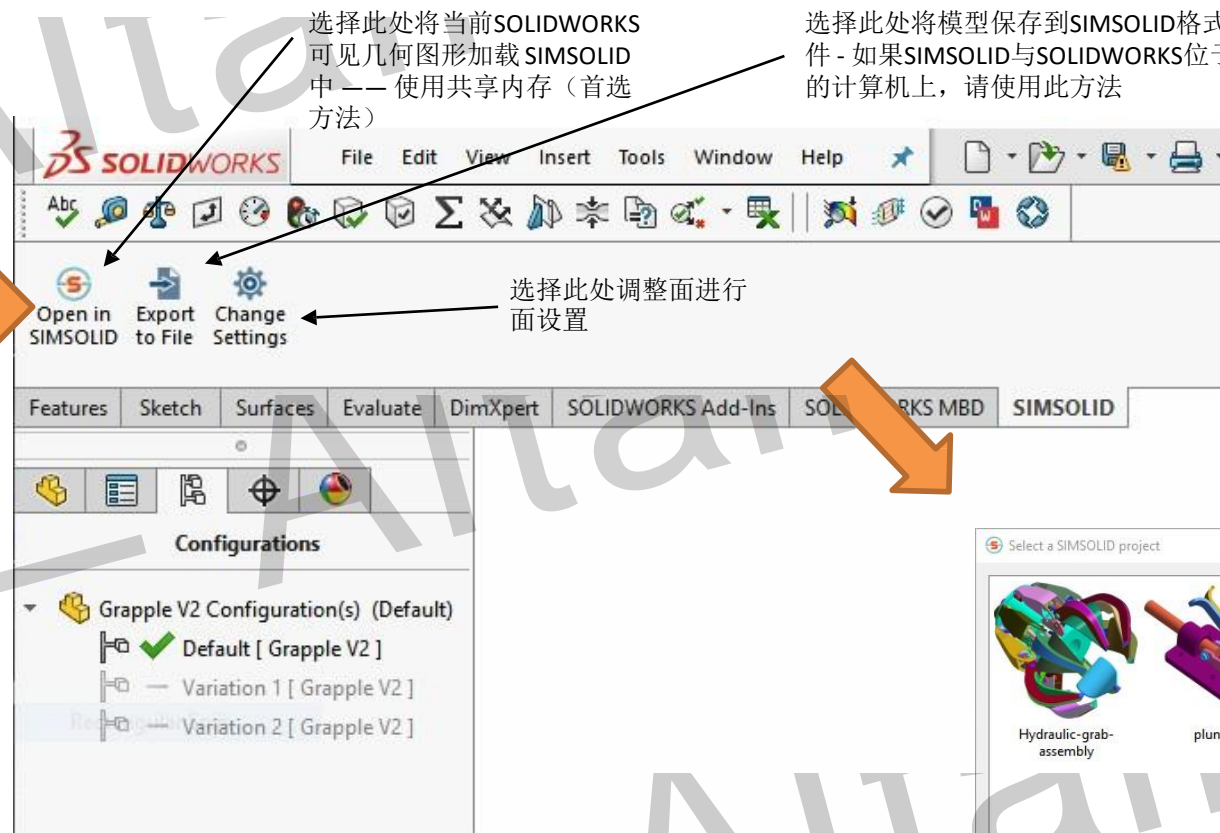 选择此处将当前SOLIDWORKS
可见几何图形加载 SIMSOLID
中 —— 使用共享内存（首选
方法）
选择此处将模型保存到SIMSOLID格式
件 - 如果SIMSOLID与SOLIDWORKS位于
的计算机上，请使用此方法
SOLIDWORKS File Edit View Insert Tools Window Help
Open in SIMSOLID
Export to File
Change Settings
选择此处调整面进行
面设置
Features Sketch Surfaces Evaluate DimXpert SOLIDWORKS Add-Ins SOL RKS MBD SIMSOLID
Configurations
Grapple V2 Configuration(s) (Default)
Default [ Grapple V2 ]
Variation 1 [ Grapple V2 ]
Variation 2 [ Grapple V2 ]
Select a SIMSOLID project
Hydraulic-grab-
assembly
plun
Altair